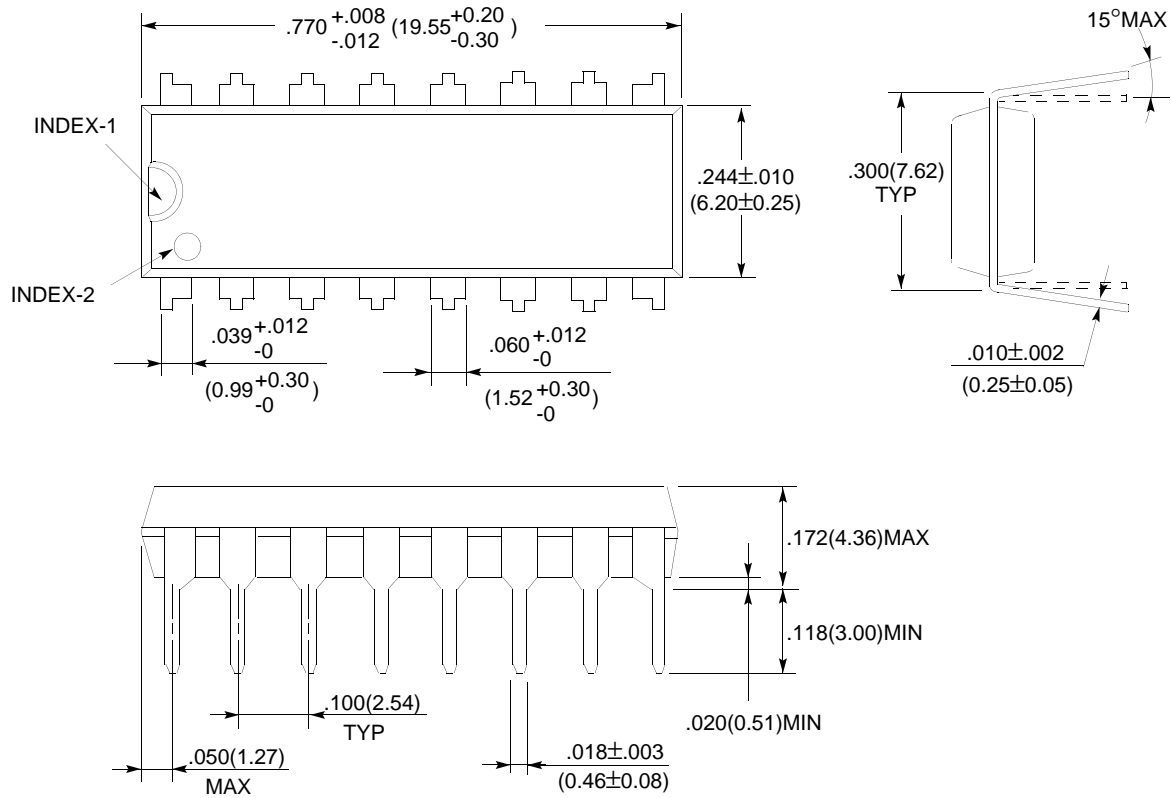 .770 +.008 -.012 (19.55 +0.20 -0.30 )
15°MAX
INDEX-1
.244±.010
(6.20±0.25)
.300(7.62)
TYP
INDEX-2
.039 +.012 -0
(0.99 +0.30 -0 )
.060 +.012 -0
(1.52 +0.30 -0 )
.010±.002
(0.25±0.05)
.172(4.36)MAX
.118(3.00)MIN
.100(2.54)
TYP
.020(0.51)MIN
.050(1.27)
MAX
.018±.003
(0.46±0.08)